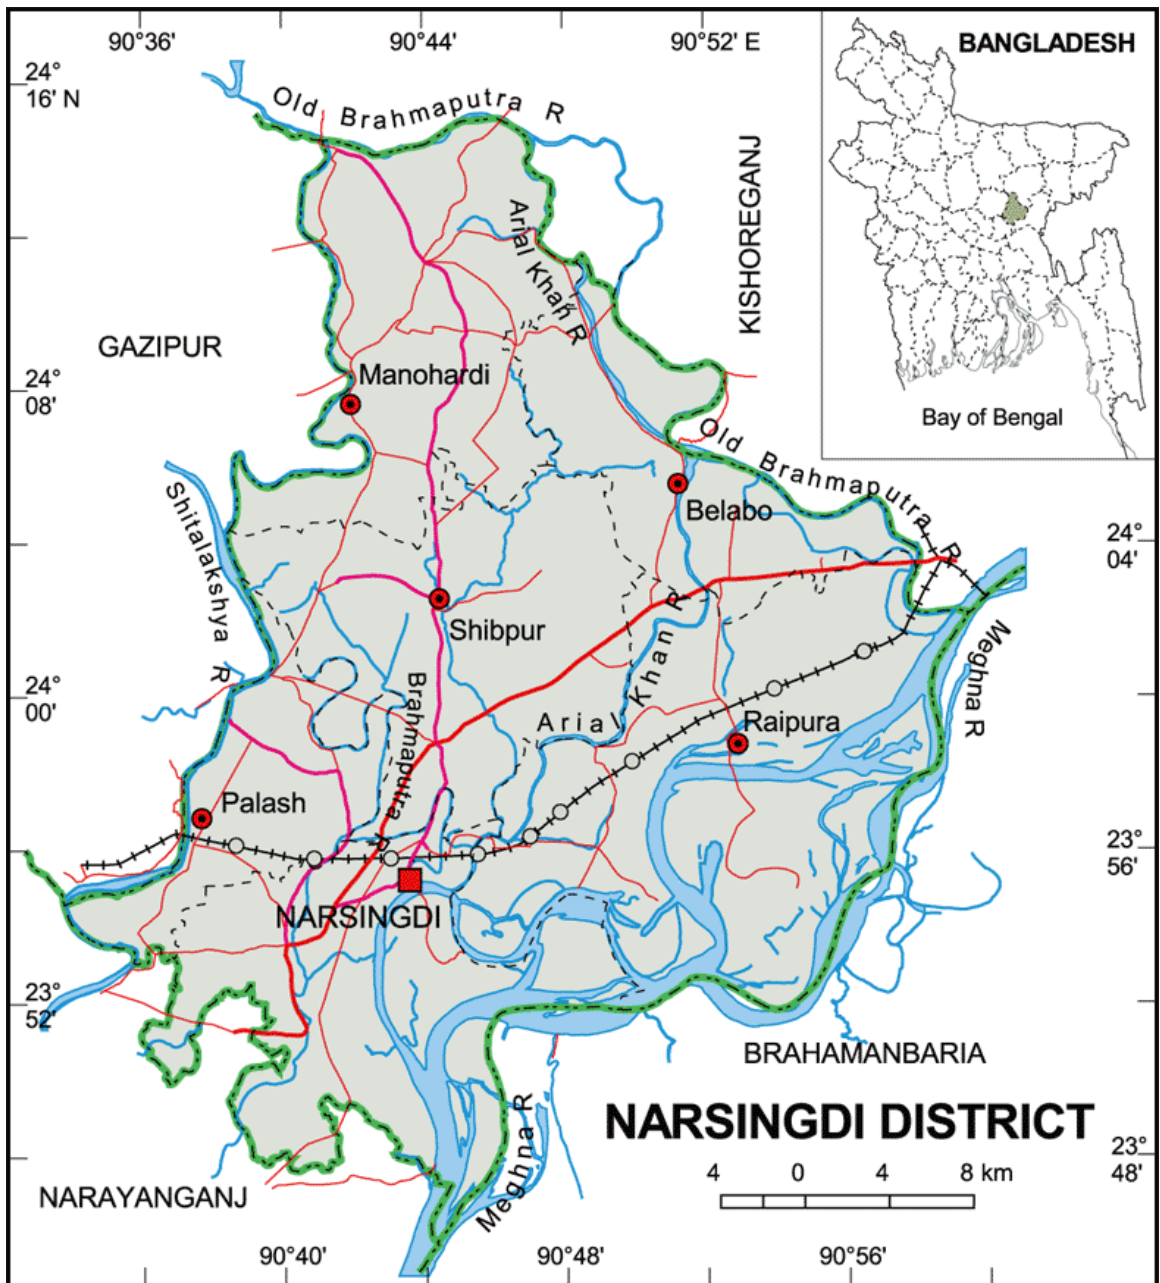 90°36'
90°44'
90°52' E
BANGLADESH
24°
16' N
Old Brahmaputra R
KISHOREGANJ
Arial Khan R
GAZIPUR
Manohardi
24°
08'
Bay of Bengal
Old Brahmaputra R
Shitalakshya R
Belabo
24°
04'
Shibpur
Meghna R
Arial Khan R
24°
00'
Brahmaputra R
Raipura
Palash
23°
56'
NARSINGDI
23°
52'
BRAHAMANBARIA
NARSINGDI DISTRICT
Meghna R
23°
48'
4 0 4 8 km
NARAYANGANJ
90°40'
90°48'
90°56'